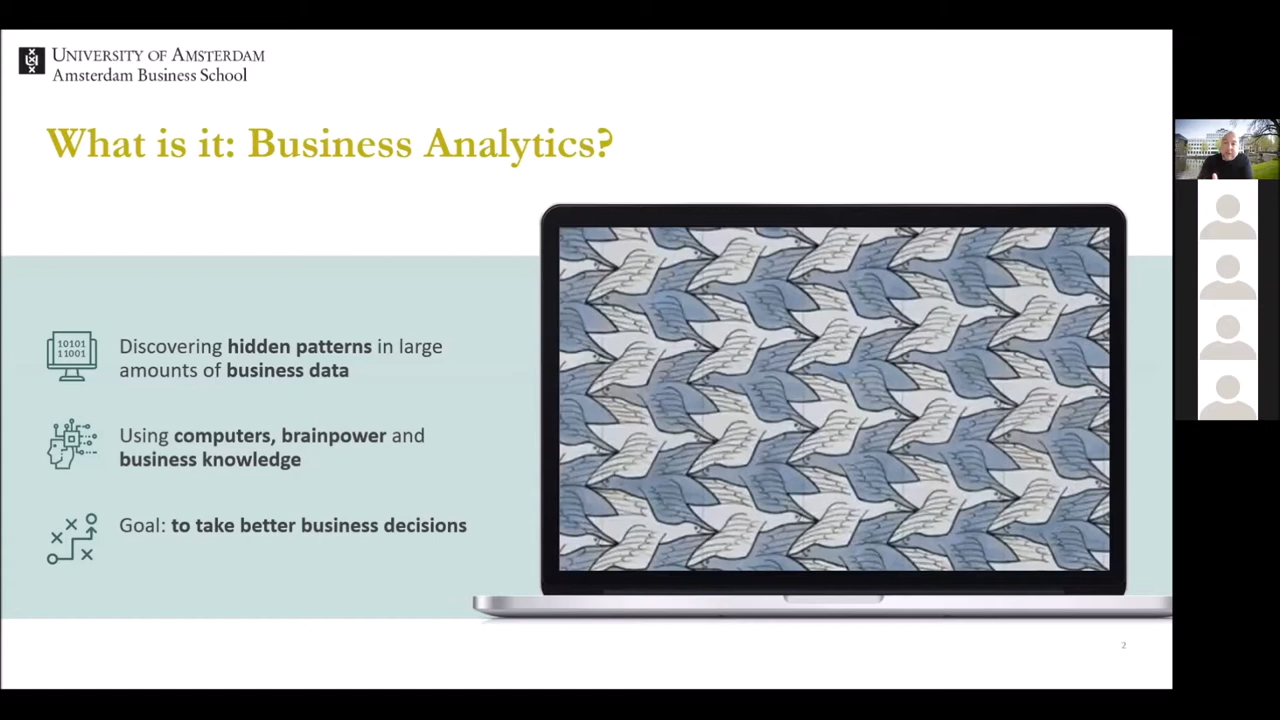 UNIVERSITY OF AMSTERDAM
Amsterdam Business School
What is it: Business Analytics?
10101
11001
Discovering hidden patterns in large
amounts of business data
Using computers, brainpower and
business knowledge
Goal: to take better business decisions
2